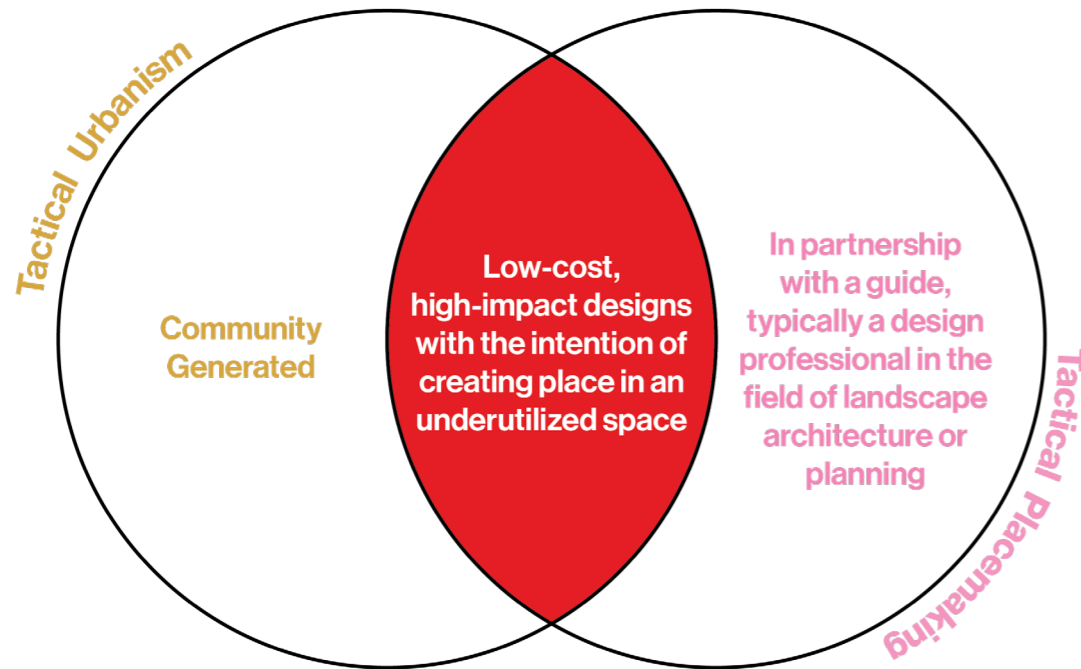 Tactical Urbanism
Community
Generated
Low-cost,
high-impact designs
with the intention of
creating place in an
underutilized space
In partnership
with a guide,
typically a design
professional in the
field of landscape
architecture or
planning
Tactical Placemaking